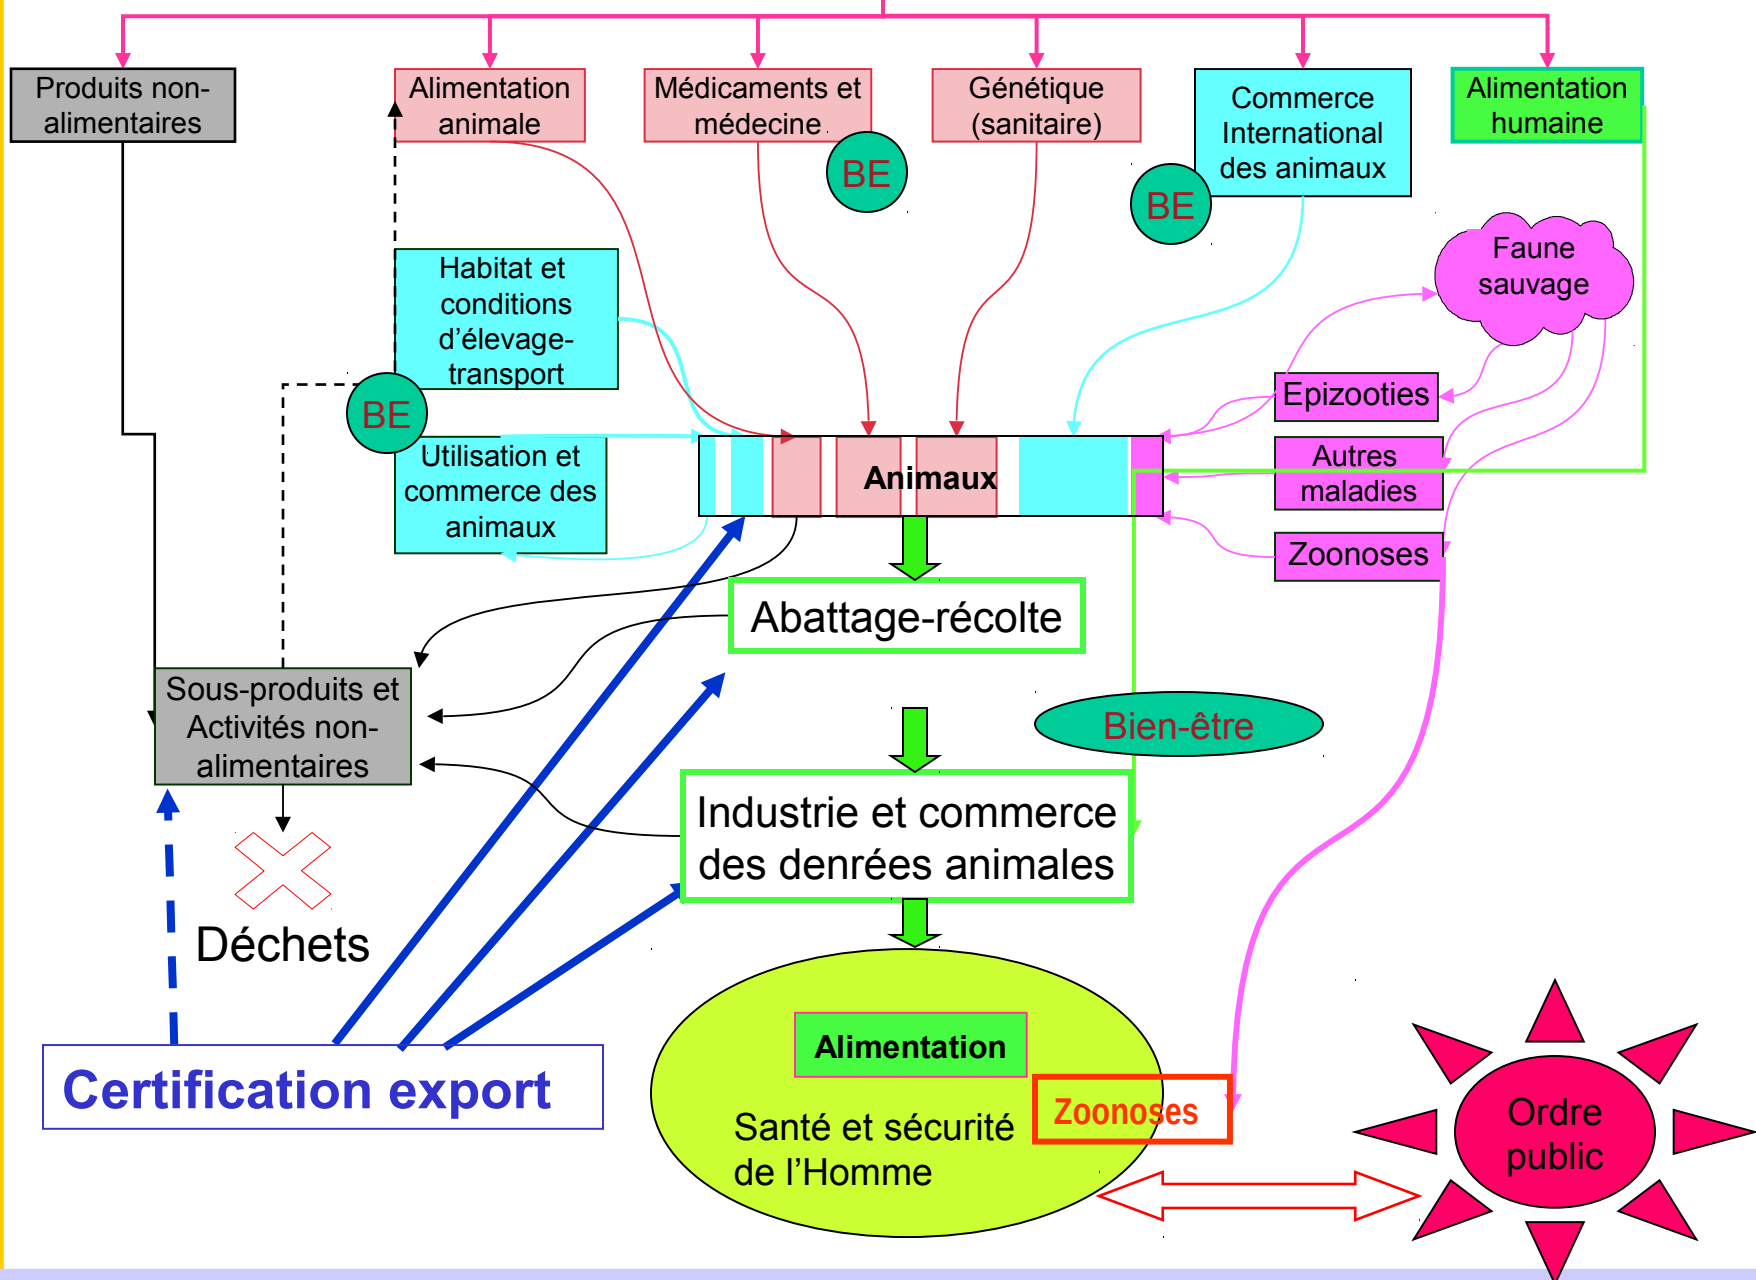 Produits non-
alimentaires
Alimentation
animale
Médicaments et
médecine
BE
Génétique
(sanitaire)
Commerce
International
des animaux
BE
Alimentation
humaine
Faune
sauvage
Habitat et
conditions
d'élevage-
transport
BE
Utilisation et
commerce des
animaux
Animaux
Epizooties
Autres
maladies
Zoonoses
Abattage-récolte
Sous-produits et
Activités non-
alimentaires
Bien-être
Industrie et commerce
des denrées animales
Déchets
Certification export
Alimentation
Zoonoses
Santé et sécurité
de l'Homme
Ordre
public